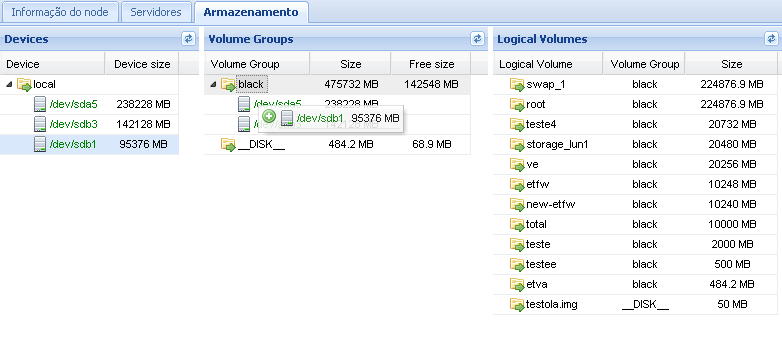 Informação do node Servidores Armazenamento
Devices
Device Device size
local
/dev/sda5 238228 MB
/dev/sdb3 142128 MB
/dev/sdb1 95376 MB
Volume Groups
Volume Group Size Free size
black 475732 MB 142548 MB
/dev/sda5 238228 MB
/dev/sdb1 95376 MB
__DISK__ 484.2 MB 68.9 MB
Logical Volumes
Logical Volume Volume Group Size
swap_1 black 224876.9 MB
root black 224876.9 MB
teste4 black 20732 MB
storage_lun1 black 20480 MB
ve black 20256 MB
etfw black 10248 MB
new-etfw black 10240 MB
total black 10000 MB
teste black 2000 MB
testee black 500 MB
etva black 484.2 MB
testola.img __DISK__ 50 MB